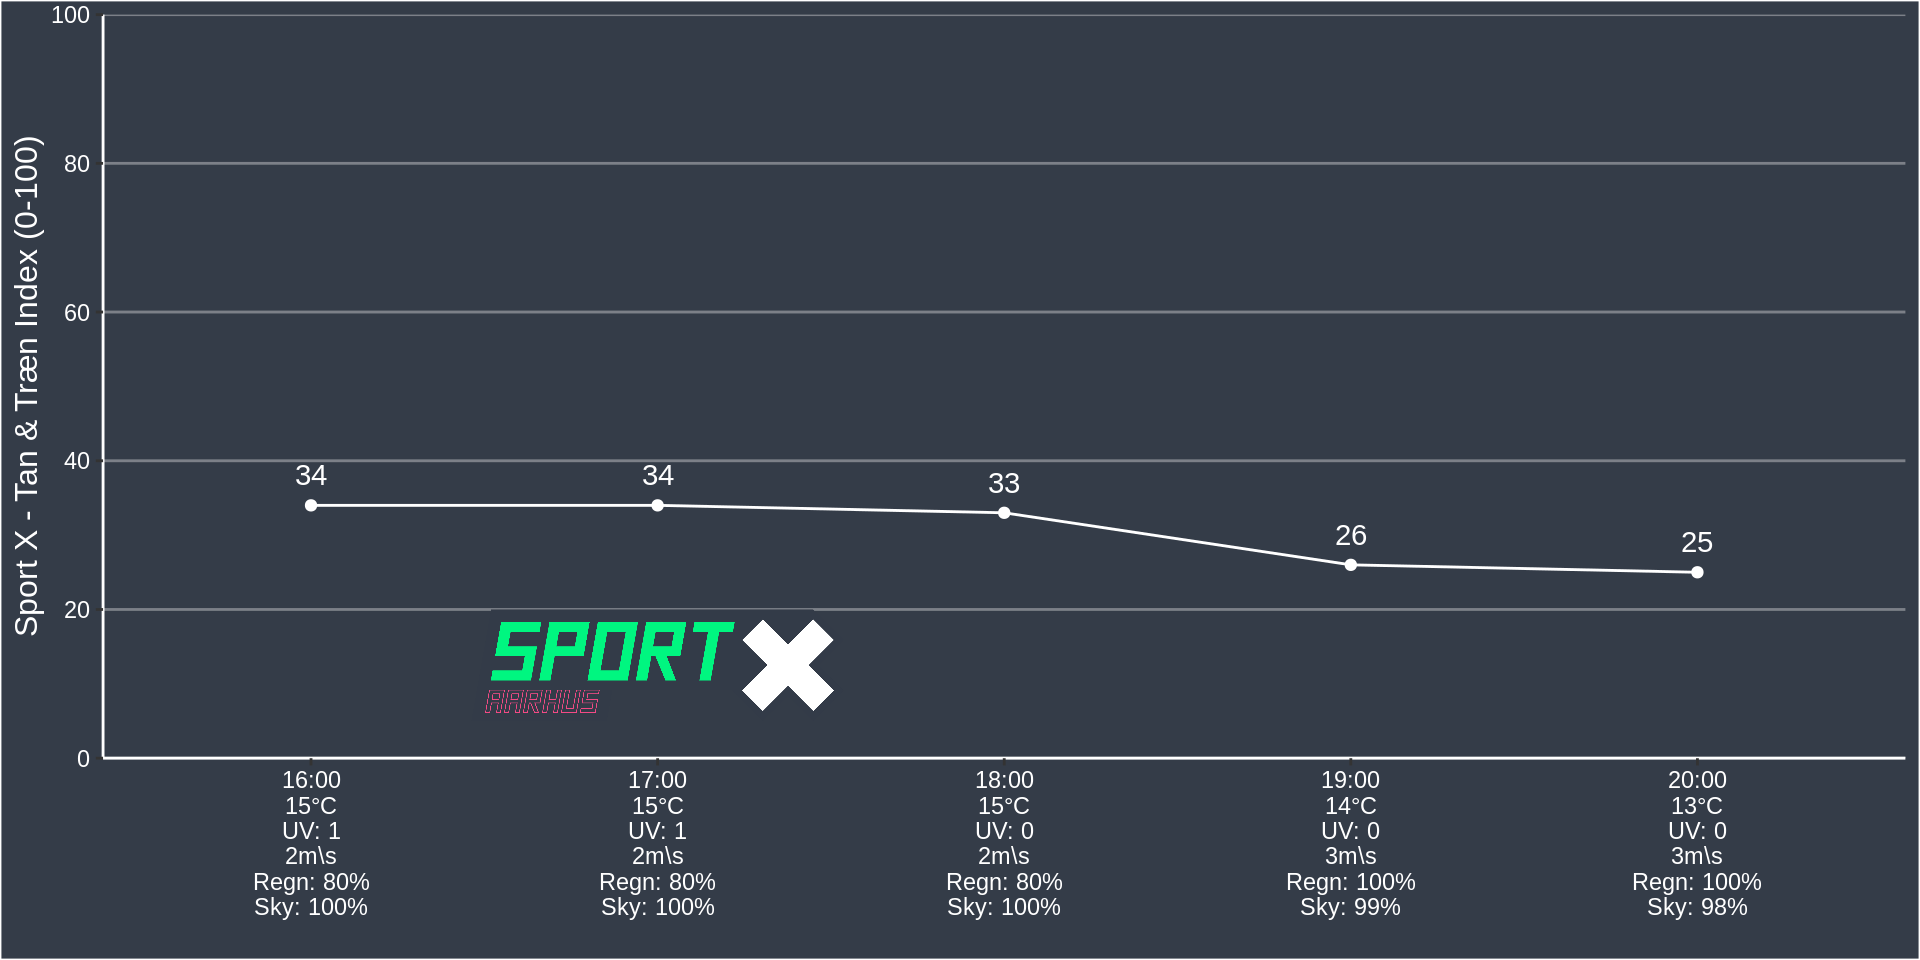 Sport X - Tan & Træn Index (0-100)
100
80
60
40
20
0
34
34
33
26
25
SPORT X
AARHUS
16:00
15°C
UV: 1
2m\s
Regn: 80%
Sky: 100%
17:00
15°C
UV: 1
2m\s
Regn: 80%
Sky: 100%
18:00
15°C
UV: 0
2m\s
Regn: 80%
Sky: 100%
19:00
14°C
UV: 0
3m\s
Regn: 100%
Sky: 99%
20:00
13°C
UV: 0
3m\s
Regn: 100%
Sky: 98%